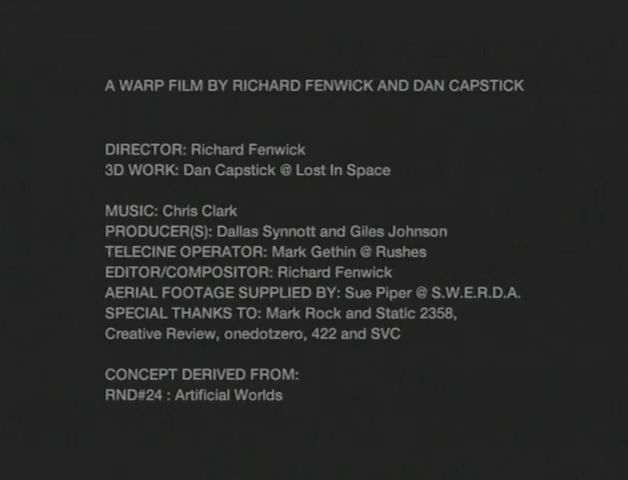 A WARP FILM BY RICHARD FENWICK AND DAN CAPSTICK
DIRECTOR: Richard Fenwick
3D WORK: Dan Capstick @ Lost In Space
MUSIC: Chris Clark
PRODUCER(S): Dallas Synnott and Giles Johnson
TELECINE OPERATOR: Mark Gethin @ Rushes
EDITOR/COMPOSITOR: Richard Fenwick
AERIAL FOOTAGE SUPPLIED BY: Sue Piper @ S.W.E.R.D.A.
SPECIAL THANKS TO: Mark Rock and Static 2358,
Creative Review, onedotzero, 422 and SVC
CONCEPT DERIVED FROM:
RND#24 : Artificial Worlds